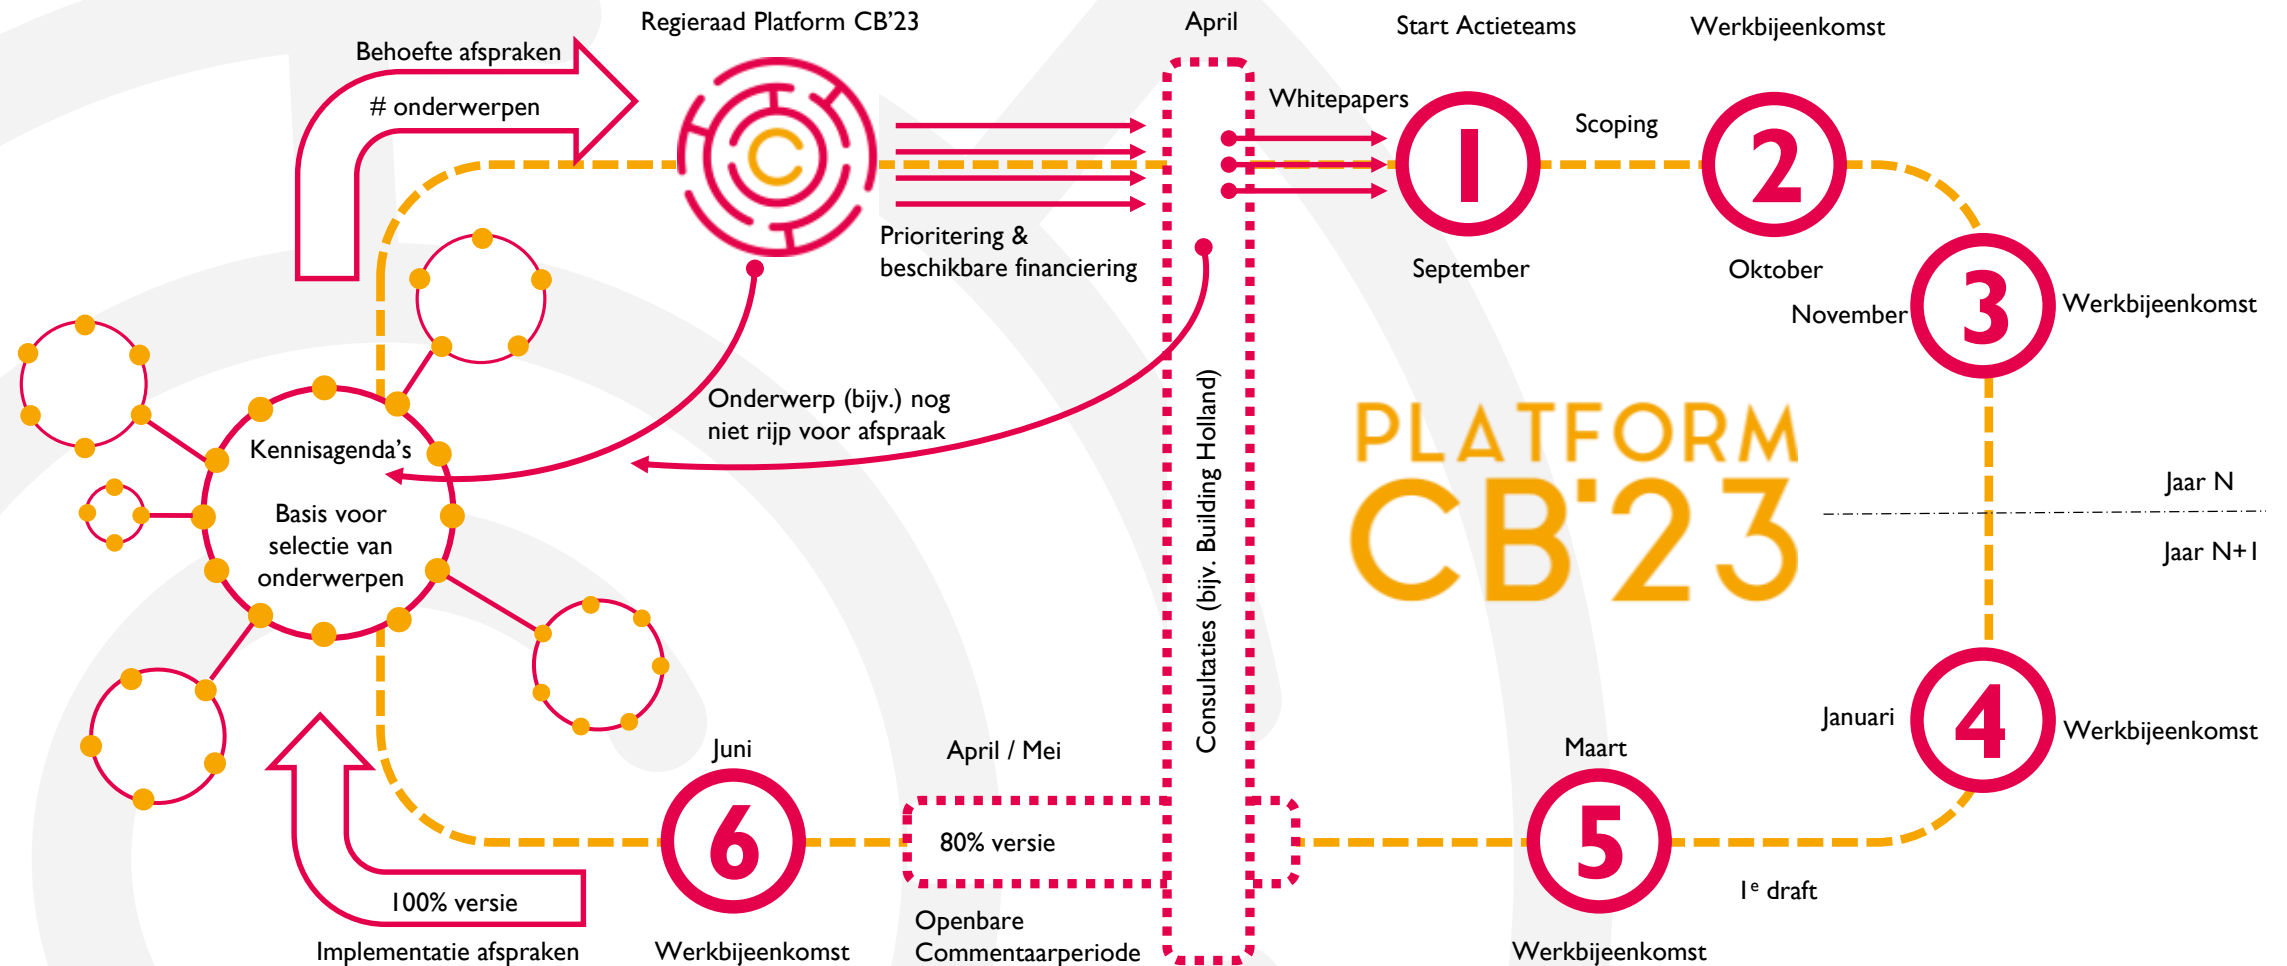 Regieraad Platform CB'23
April
Start Actieteams
Werkbijeenkomst
Behoefte afspraken
# onderwerpen
Whitepapers
1
Scoping
2
Prioritering &
beschikbare financiering
September
Oktober
November
3
Werkbijeenkomst
Onderwerp (bijv.) nog
niet rijp voor afspraak
Kennisagenda's
Basis voor
selectie van
onderwerpen
Consultaties (bijv. Building Holland)
PLATFORM
CB'23
Jaar N
Jaar N+1
Januari
4
Werkbijeenkomst
Juni
April / Mei
Maart
6
80% versie
5
1e draft
100% versie
Openbare
Commentaarperiode
Implementatie afspraken
Werkbijeenkomst
Werkbijeenkomst